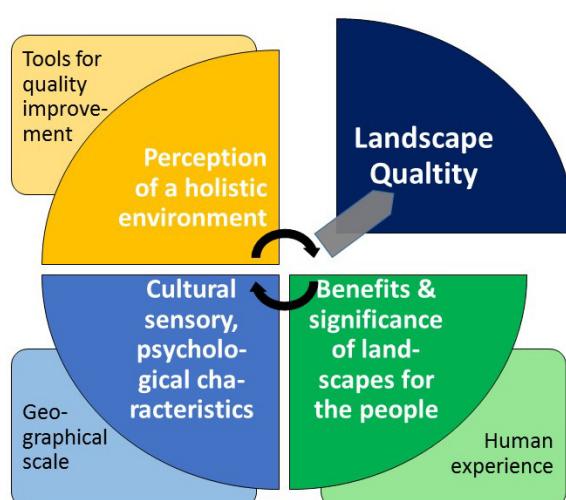 Tools for
quality
improve-
ment
Perception
of a holistic
environment
Landscape
Qualtity
Cultural
sensory,
psycholo-
gical cha-
racteristics
Benefits &
significance
of land-
scapes for
the people
Geo-
graphical
scale
Human
experience